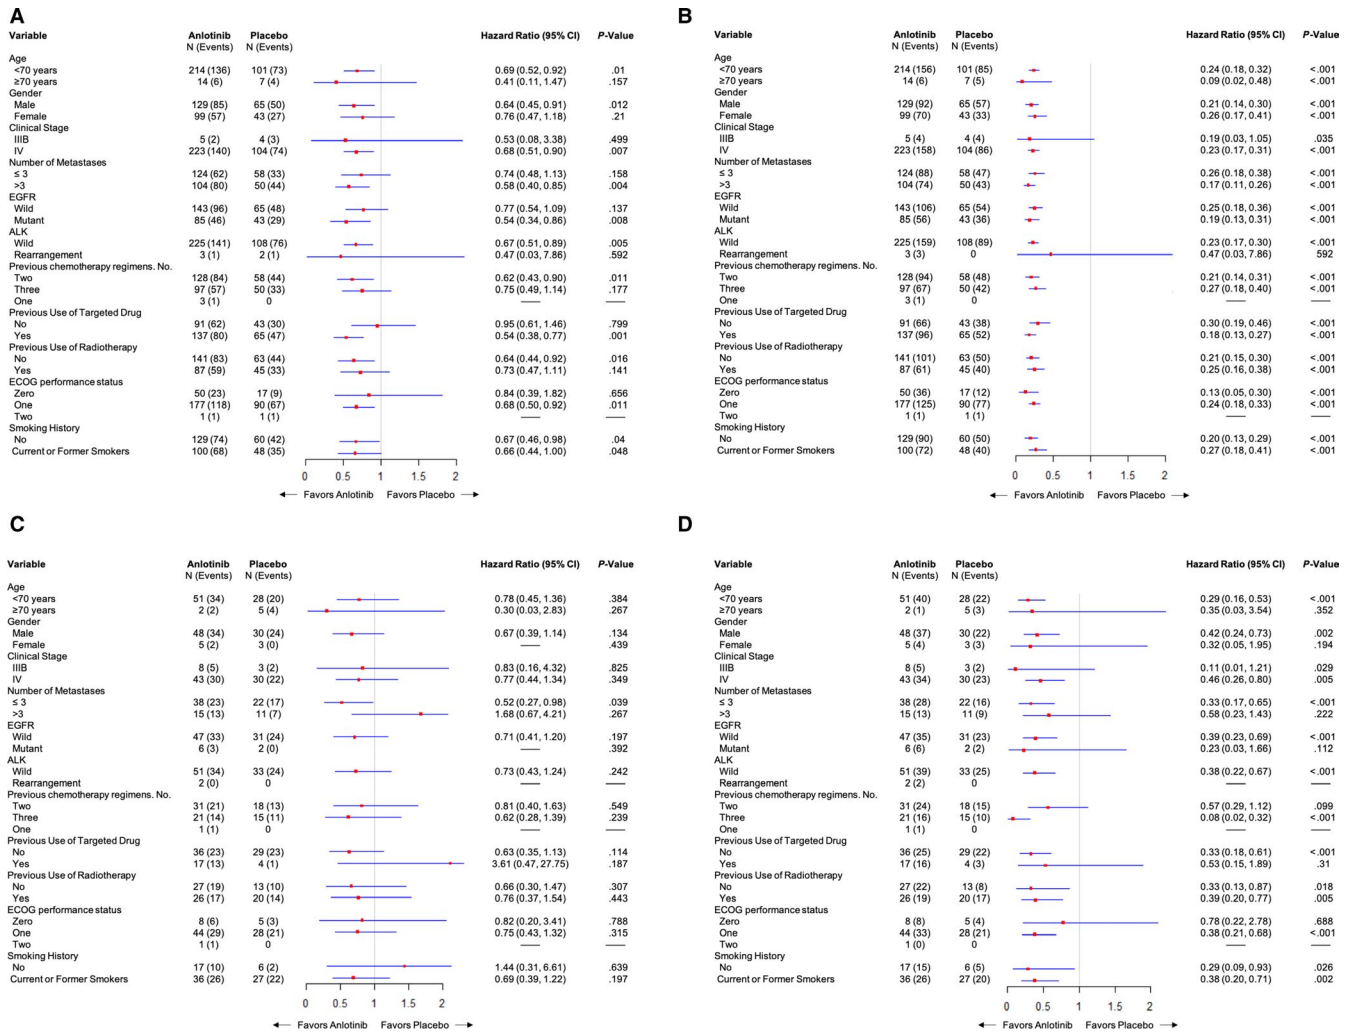 A
Variable Anlotinib Placebo Hazard Ratio (95% CI) P-Value
N (Events) N (Events)
Age
<70 years 214 (136) 101 (73) 0.69 (0.52, 0.92) .01
≥70 years 14 (6) 7 (4) 0.41 (0.11, 1.47) .157
Gender
Male 129 (85) 65 (50) 0.64 (0.45, 0.91) .012
Female 99 (57) 43 (27) 0.76 (0.47, 1.18) .21
Clinical Stage
IIIB 5 (2) 4 (3) 0.53 (0.08, 3.38) .499
IV 223 (140) 104 (74) 0.68 (0.51, 0.90) .007
Number of Metastases
≤ 3 124 (62) 58 (33) 0.74 (0.48, 1.13) .158
>3 104 (80) 50 (44) 0.58 (0.40, 0.85) .004
EGFR
Wild 143 (96) 65 (48) 0.77 (0.54, 1.09) .137
Mutant 85 (46) 43 (29) 0.54 (0.34, 0.86) .008
ALK
Wild 225 (141) 108 (76) 0.67 (0.51, 0.89) .005
Rearrangement 3 (1) 2 (1) 0.47 (0.03, 7.86) .592
Previous chemotherapy regimens. No.
Two 128 (84) 58 (44) 0.62 (0.43, 0.90) .011
Three 97 (57) 50 (33) 0.75 (0.49, 1.14) .177
One 3 (1) 0
Previous Use of Targeted Drug
No 91 (62) 43 (30) 0.95 (0.61, 1.46) .799
Yes 137 (80) 65 (47) 0.54 (0.38, 0.77) .001
Previous Use of Radiotherapy
No 141 (83) 63 (44) 0.64 (0.44, 0.92) .016
Yes 87 (59) 45 (33) 0.73 (0.47, 1.11) .141
ECOG performance status
Zero 50 (23) 17 (9) 0.84 (0.39, 1.82) .656
One 177 (118) 90 (67) 0.68 (0.50, 0.92) .011
Two 1 (1) 1 (1)
Smoking History
No 129 (74) 60 (42) 0.67 (0.46, 0.98) .04
Current or Former Smokers 100 (68) 48 (35) 0.66 (0.44, 1.00) .048
0 0.5 1 1.5 2
← Favors Anlotinib Favors Placebo →
B
Variable Anlotinib Placebo Hazard Ratio (95% CI) P-Value
N (Events) N (Events)
Age
<70 years 214 (156) 101 (85) 0.24 (0.18, 0.32) <.001
≥70 years 14 (6) 7 (5) 0.09 (0.02, 0.48) <.001
Gender
Male 129 (92) 65 (57) 0.21 (0.14, 0.30) <.001
Female 99 (70) 43 (33) 0.26 (0.17, 0.41) <.001
Clinical Stage
IIIB 5 (4) 4 (4) 0.19 (0.03, 1.05) .035
IV 223 (158) 104 (86) 0.23 (0.17, 0.31) <.001
Number of Metastases
≤ 3 124 (88) 58 (47) 0.26 (0.18, 0.38) <.001
>3 104 (74) 50 (43) 0.17 (0.11, 0.26) <.001
EGFR
Wild 143 (106) 65 (54) 0.25 (0.18, 0.36) <.001
Mutant 85 (56) 43 (36) 0.19 (0.13, 0.31) <.001
ALK
Wild 225 (159) 108 (89) 0.23 (0.17, 0.30) <.001
Rearrangement 3 (3) 0 0.47 (0.03, 7.86) 592
Previous chemotherapy regimens. No.
Two 128 (94) 58 (48) 0.21 (0.14, 0.31) <.001
Three 97 (67) 50 (42) 0.27 (0.18, 0.40) <.001
One 3 (1) 0
Previous Use of Targeted Drug
No 91 (66) 43 (38) 0.30 (0.19, 0.46) <.001
Yes 137 (96) 65 (52) 0.18 (0.13, 0.27) <.001
Previous Use of Radiotherapy
No 141 (101) 63 (50) 0.21 (0.15, 0.30) <.001
Yes 87 (61) 45 (40) 0.25 (0.16, 0.38) <.001
ECOG performance status
Zero 50 (36) 17 (12) 0.13 (0.05, 0.30) <.001
One 177 (125) 90 (77) 0.24 (0.18, 0.33) <.001
Two 1 (1) 1 (1)
Smoking History
No 129 (90) 60 (50) 0.20 (0.13, 0.29) <.001
Current or Former Smokers 100 (72) 48 (40) 0.27 (0.18, 0.41) <.001
0 0.5 1 1.5 2
← Favors Anlotinib Favors Placebo →
C
Variable Anlotinib Placebo Hazard Ratio (95% CI) P-Value
N (Events) N (Events)
Age
<70 years 51 (34) 28 (20) 0.78 (0.45, 1.36) .384
≥70 years 2 (2) 5 (4) 0.30 (0.03, 2.83) .267
Gender
Male 48 (34) 30 (24) 0.67 (0.39, 1.14) .134
Female 5 (2) 3 (0) .439
Clinical Stage
IIIB 8 (5) 3 (2) 0.83 (0.16, 4.32) .825
IV 43 (30) 30 (22) 0.77 (0.44, 1.34) .349
Number of Metastases
≤ 3 38 (23) 22 (17) 0.52 (0.27, 0.98) .039
>3 15 (13) 11 (7) 1.68 (0.67, 4.21) .267
EGFR
Wild 47 (33) 31 (24) 0.71 (0.41, 1.20) .197
Mutant 6 (3) 2 (0) .392
ALK
Wild 51 (34) 33 (24) 0.73 (0.43, 1.24) .242
Rearrangement 2 (0) 0
Previous chemotherapy regimens. No.
Two 31 (21) 18 (13) 0.81 (0.40, 1.63) .549
Three 21 (14) 15 (11) 0.62 (0.28, 1.39) .239
One 1 (1) 0
Previous Use of Targeted Drug
No 36 (23) 29 (23) 0.63 (0.35, 1.13) .114
Yes 17 (13) 4 (1) 3.61 (0.47, 27.75) .187
Previous Use of Radiotherapy
No 27 (19) 13 (10) 0.66 (0.30, 1.47) .307
Yes 26 (17) 20 (14) 0.76 (0.37, 1.54) .443
ECOG performance status
Zero 8 (6) 5 (3) 0.82 (0.20, 3.41) .788
One 44 (29) 28 (21) 0.75 (0.43, 1.32) .315
Two 1 (1) 0
Smoking History
No 17 (10) 6 (2) 1.44 (0.31, 6.61) .639
Current or Former Smokers 36 (26) 27 (22) 0.69 (0.39, 1.22) .197
0 0.5 1 1.5 2
← Favors Anlotinib Favors Placebo →
D
Variable Anlotinib Placebo Hazard Ratio (95% CI) P-Value
N (Events) N (Events)
Age
<70 years 51 (40) 28 (22) 0.29 (0.16, 0.53) <.001
≥70 years 2 (1) 5 (3) 0.35 (0.03, 3.54) .352
Gender
Male 48 (37) 30 (22) 0.42 (0.24, 0.73) .002
Female 5 (4) 3 (3) 0.32 (0.05, 1.95) .194
Clinical Stage
IIIB 8 (5) 3 (2) 0.11 (0.01, 1.21) .029
IV 43 (34) 30 (23) 0.46 (0.26, 0.80) .005
Number of Metastases
≤ 3 38 (28) 22 (16) 0.33 (0.17, 0.65) <.001
>3 15 (13) 11 (9) 0.58 (0.23, 1.43) .222
EGFR
Wild 47 (35) 31 (23) 0.39 (0.23, 0.69) <.001
Mutant 6 (6) 2 (2) 0.23 (0.03, 1.66) .112
ALK
Wild 51 (39) 33 (25) 0.38 (0.22, 0.67) <.001
Rearrangement 2 (2) 0
Previous chemotherapy regimens. No.
Two 31 (24) 18 (15) 0.57 (0.29, 1.12) .099
Three 21 (16) 15 (10) 0.08 (0.02, 0.32) <.001
One 1 (1) 0
Previous Use of Targeted Drug
No 36 (25) 29 (22) 0.33 (0.18, 0.61) <.001
Yes 17 (16) 4 (3) 0.53 (0.15, 1.89) .31
Previous Use of Radiotherapy
No 27 (22) 13 (8) 0.33 (0.13, 0.87) .018
Yes 26 (19) 20 (17) 0.39 (0.20, 0.77) .005
ECOG performance status
Zero 8 (8) 5 (4) 0.78 (0.22, 2.78) .688
One 44 (33) 28 (21) 0.38 (0.21, 0.68) <.001
Two 1 (0) 0
Smoking History
No 17 (15) 6 (5) 0.29 (0.09, 0.93) .026
Current or Former Smokers 36 (26) 27 (20) 0.38 (0.20, 0.71) .002
0 0.5 1 1.5 2
← Favors Anlotinib Favors Placebo →